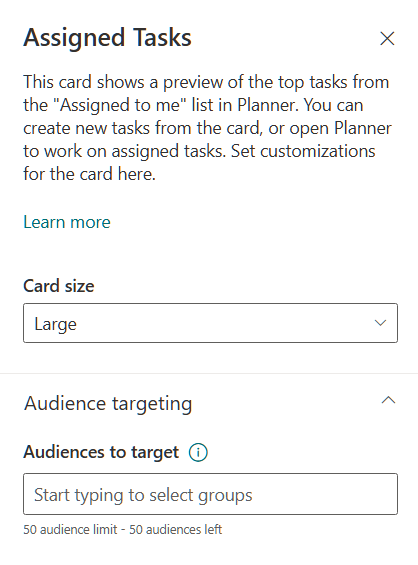 Assigned Tasks
This card shows a preview of the top tasks from
the "Assigned to me" list in Planner. You can
create new tasks from the card, or open Planner
to work on assigned tasks. Set customizations
for the card here.
Learn more
Card size
Large
Audience targeting
Audiences to target
Start typing to select groups
50 audience limit - 50 audiences left